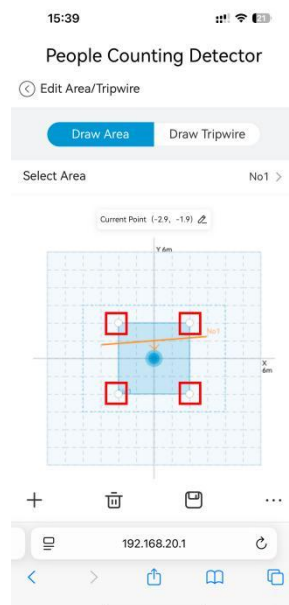 15:39
21
People Counting Detector
Edit Area/Tripwire
Draw Area
Draw Tripwire
Select Area
No1
Current Point (-2.9, -1.9)
Y 6m
No1
X
6m
192.168.20.1